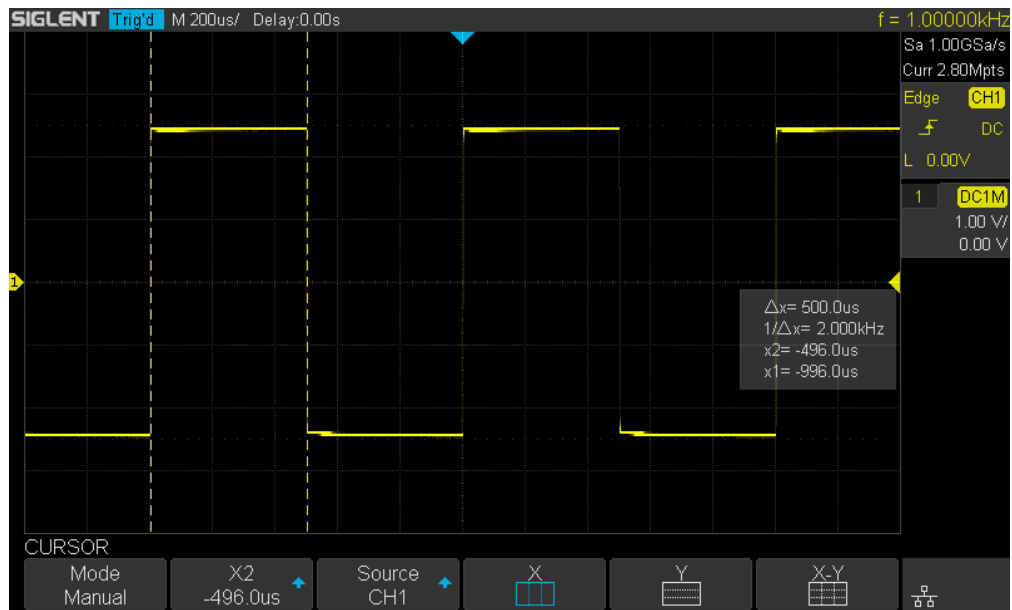 SIGLENT Trig'd M 200us/ Delay:0.00s f = 1.00000kHz
Sa 1.00GSa/s
Curr 2.80Mpts
Edge CH1
DC
L 0.00V
1 DC1M
1.00 V/
0.00 V
1
△x= 500.0us
1/△x= 2.000kHz
x2= -496.0us
x1= -996.0us
CURSOR
Mode
Manual
X2
-496.0us
Source
CH1
X
Y
X-Y